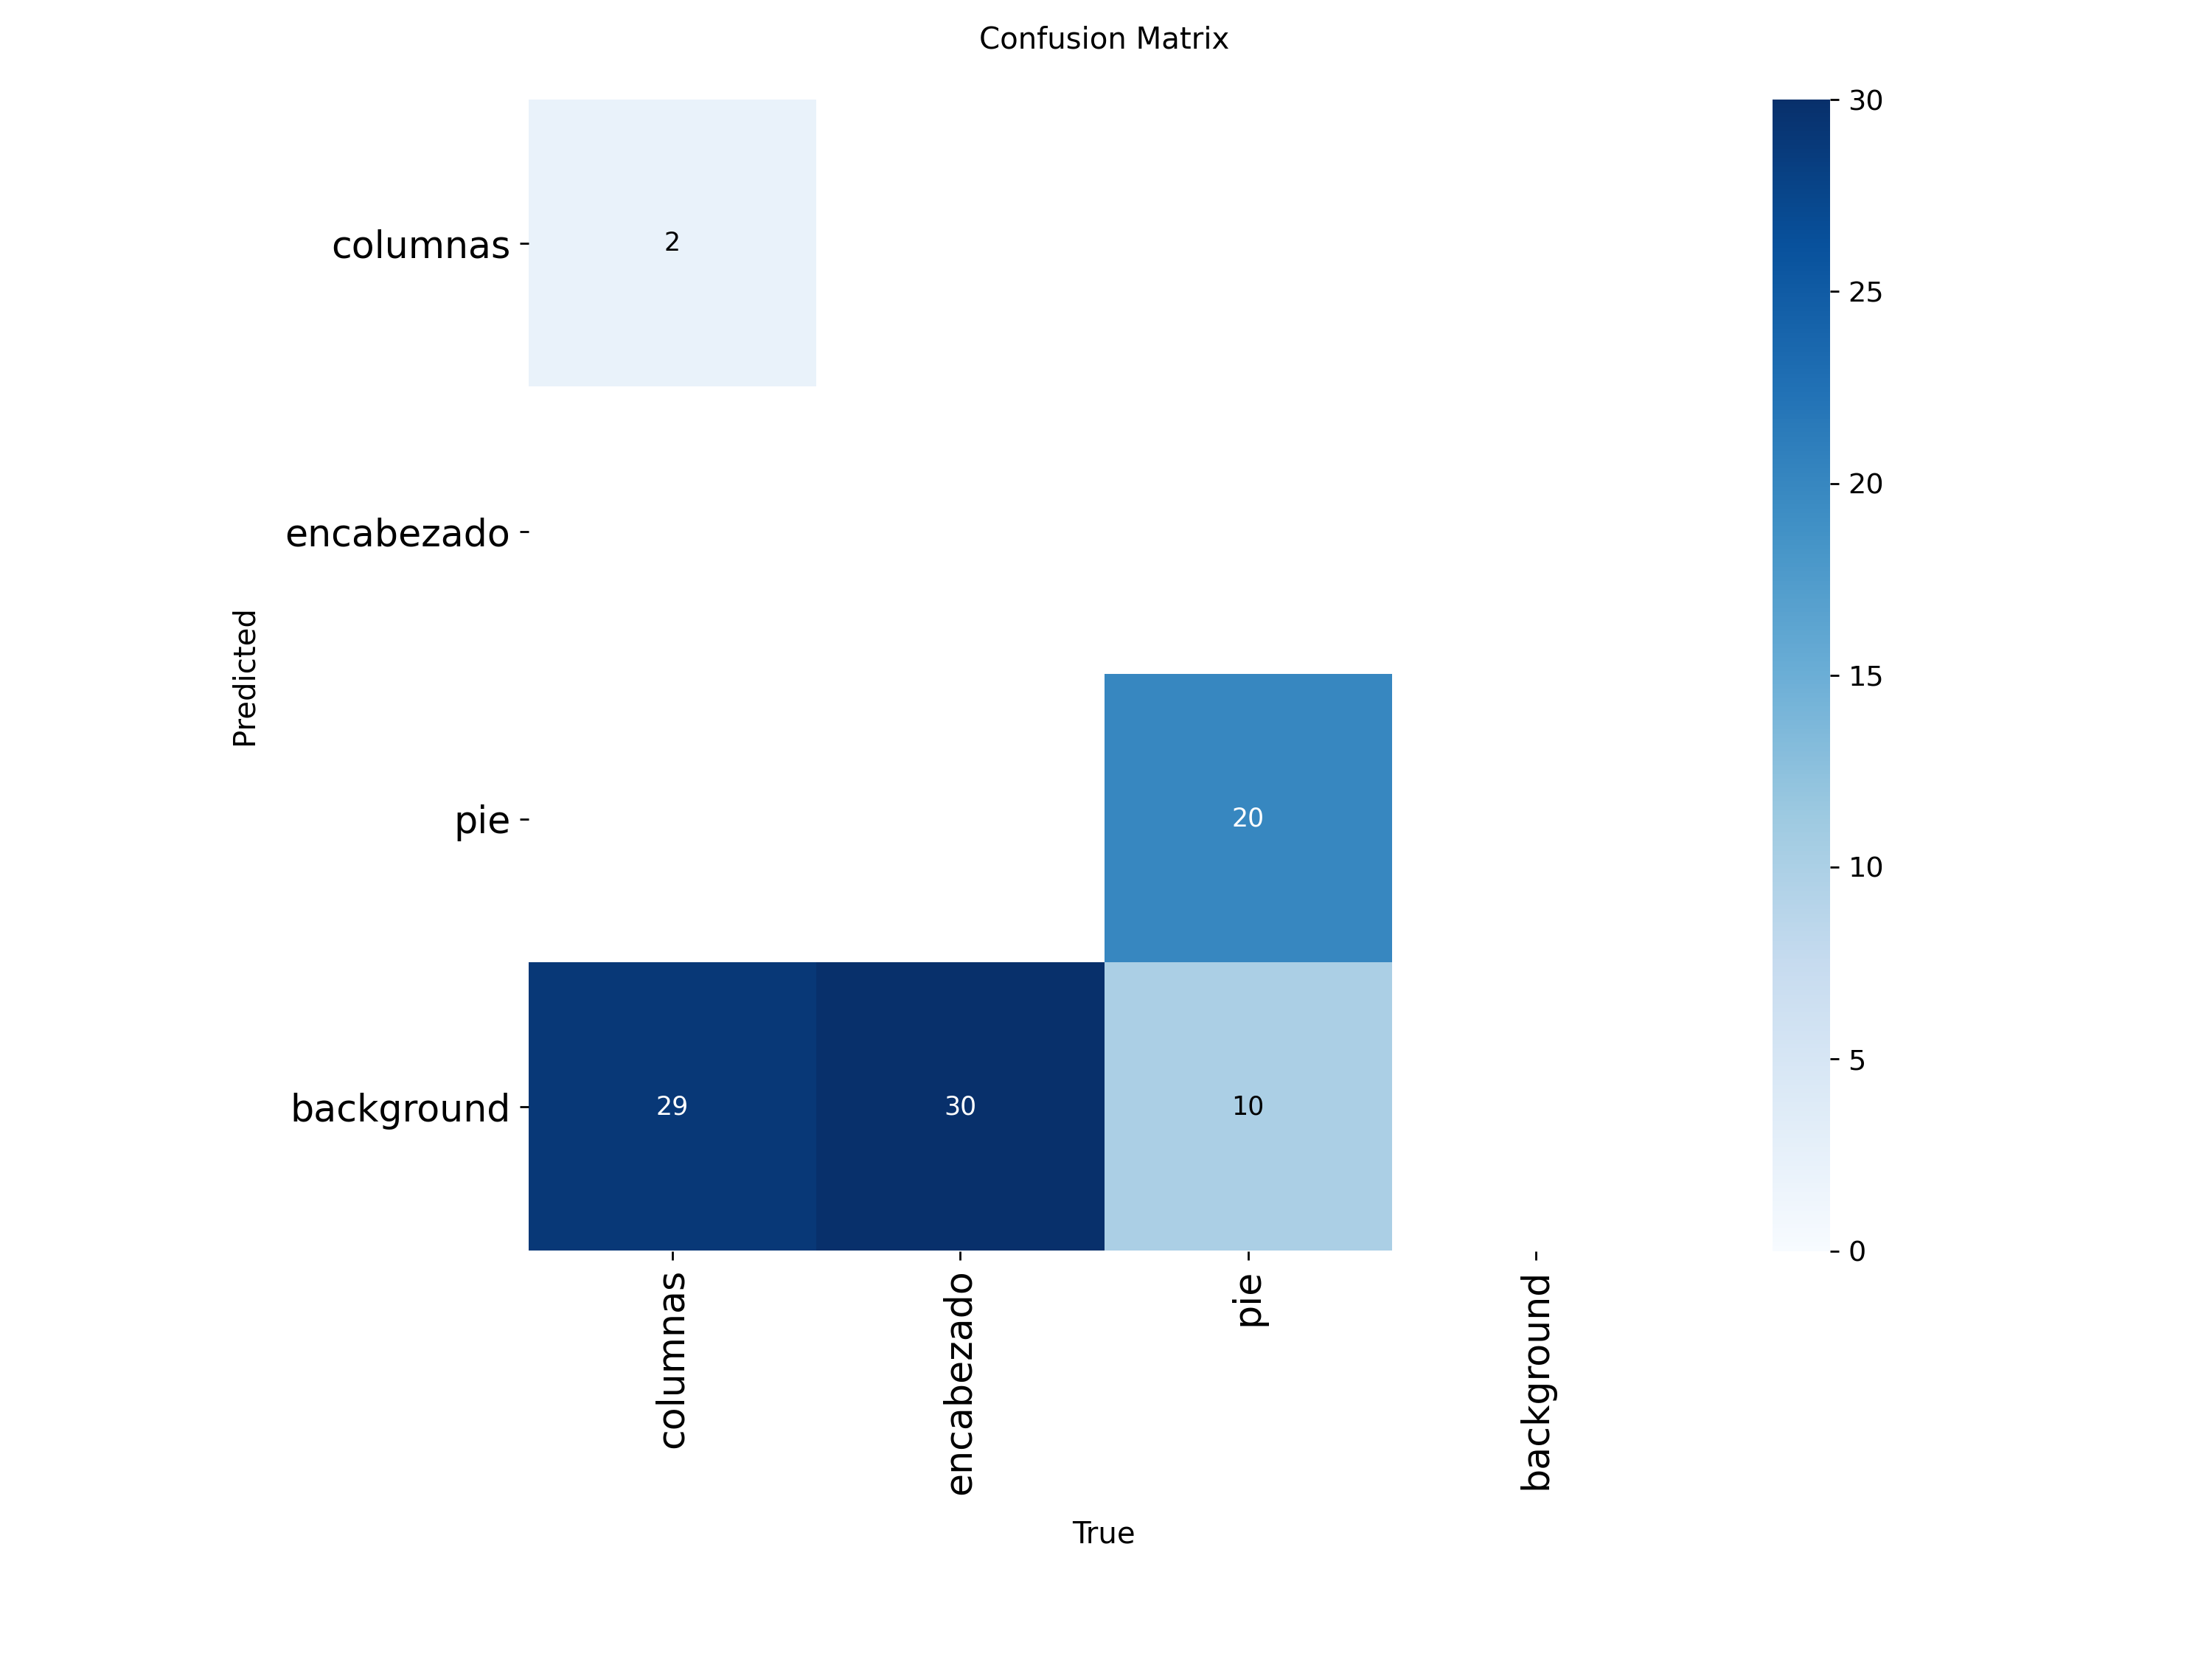 Confusion Matrix
Predicted
columnas
encabezado
pie
background
2
20
29
30
10
columnas
encabezado
pie
background
True
30
25
20
15
10
5
0